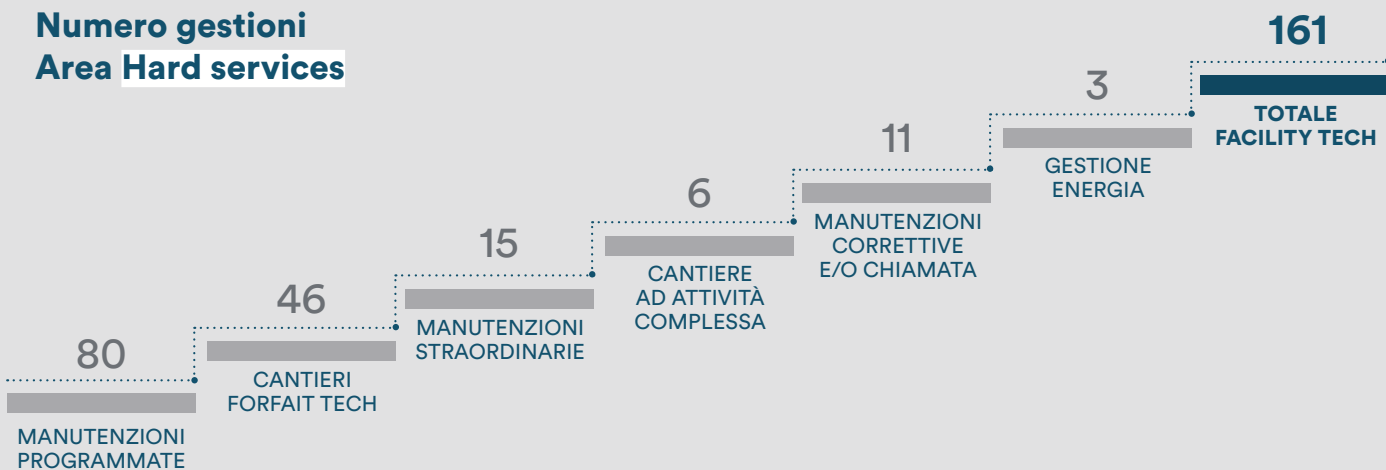 Numero gestioni
Area Hard services
80
MANUTENZIONI
PROGRAMMATE
46
CANTIERI
FORFAIT TECH
15
MANUTENZIONI
STRAORDINARIE
6
CANTIERE
AD ATTIVITÀ
COMPLESSA
11
MANUTENZIONI
CORRETTIVE
E/O CHIAMATA
3
GESTIONE
ENERGIA
161
TOTALE
FACILITY TECH